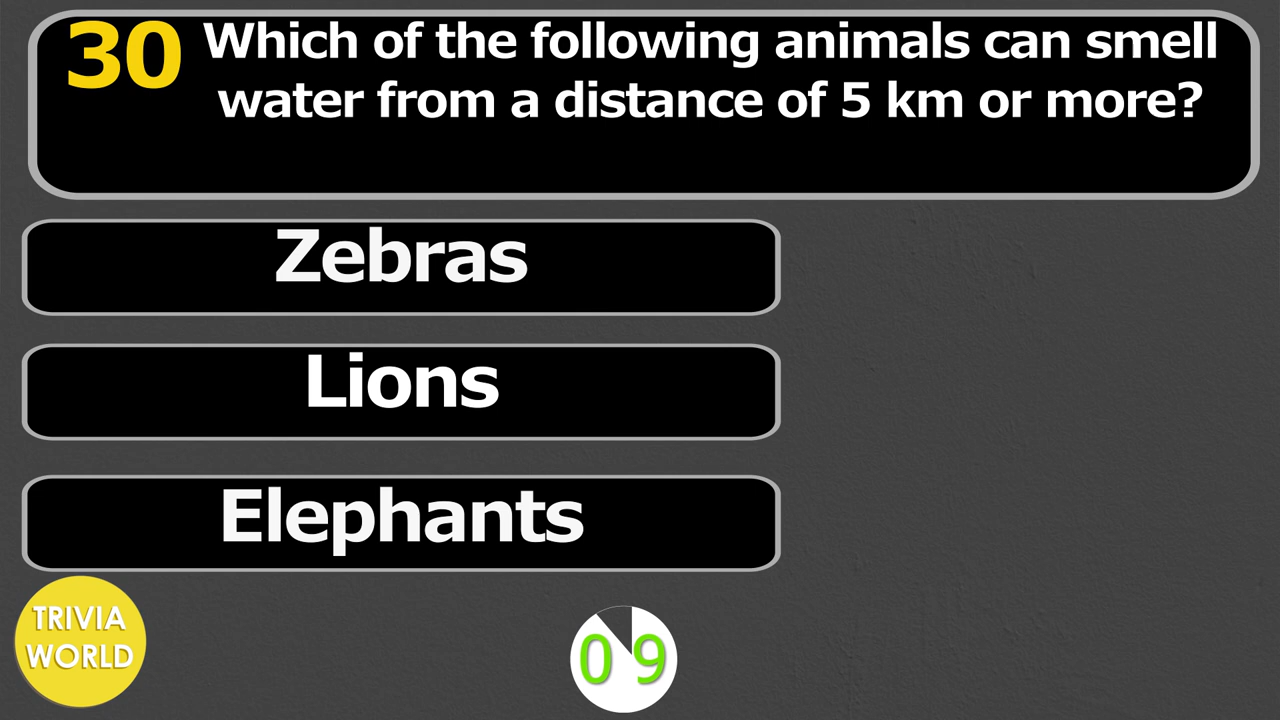 30 Which of the following animals can smell
water from a distance of 5 km or more?
Zebras
Lions
Elephants
TRIVIA
WORLD
09